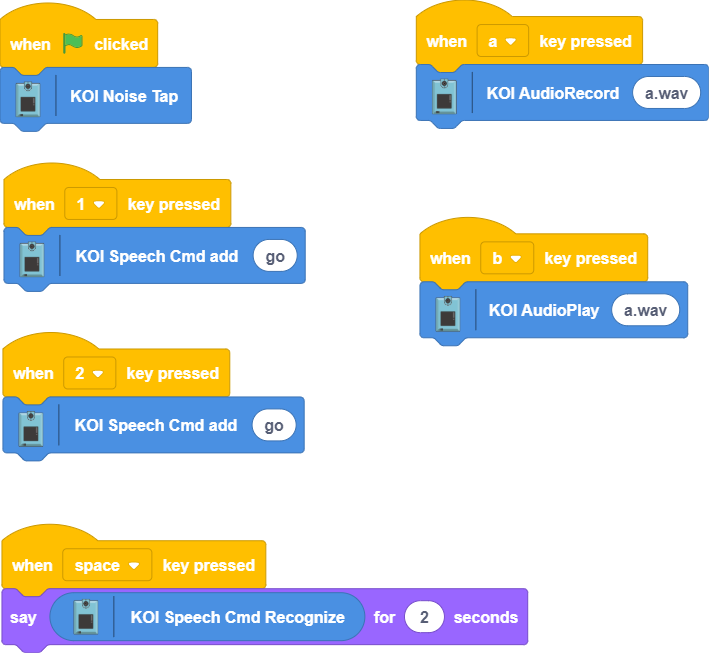 when clicked
KOI Noise Tap
when 1 key pressed
KOI Speech Cmd add go
when 2 key pressed
KOI Speech Cmd add go
when space key pressed
say KOI Speech Cmd Recognize for 2 seconds
when a key pressed
KOI AudioRecord a.wav
when b key pressed
KOI AudioPlay a.wav